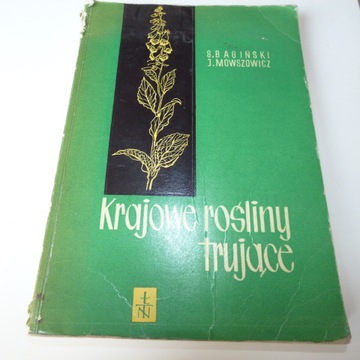 S. BAGIŃSKI
J. MOWSZOWICZ
Krajowe rośliny
trujące